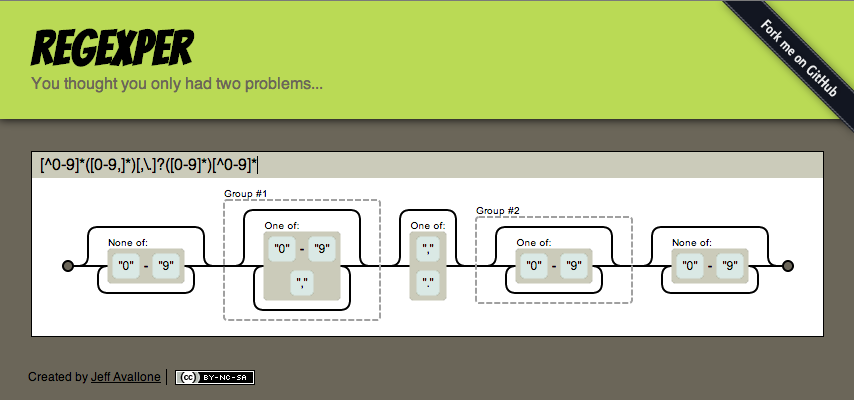 REGEXPER
You thought you only had two problems...
Fork me on GitHub
[^0-9]*([0-9,]*)[,\.]?([0-9]*)[^0-9]*
Group #1
Group #2
None of:
One of:
One of:
One of:
None of:
"0" - "9"
"0" - "9"
","
","
"."
"0" - "9"
"0" - "9"
Created by Jeff Avallone
(cc) BY-NC-SA